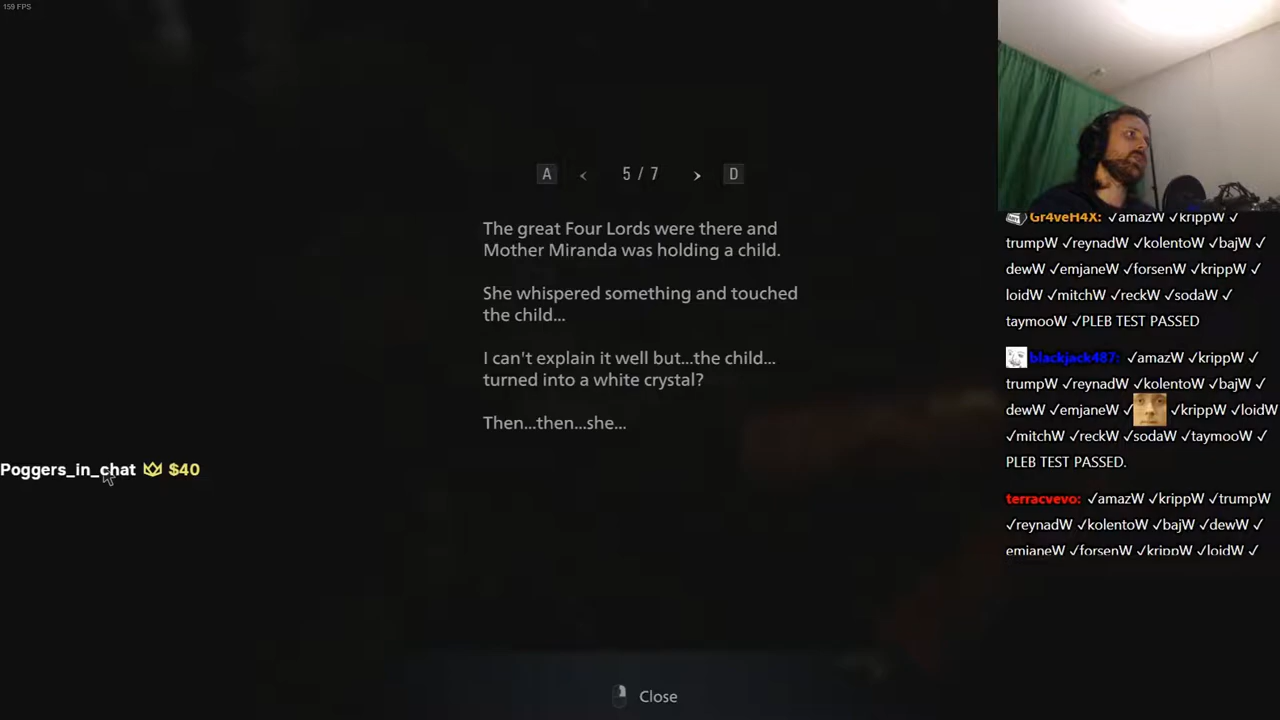 159 FPS
A < 5 / 7 > D
The great Four Lords were there and
Mother Miranda was holding a child.
She whispered something and touched
the child...
I can't explain it well but...the child...
turned into a white crystal?
Then...then...she...
Poggers_in_chat $40
Close
Gr4veH4X: ✓amazW ✓krippW ✓
trumpW ✓reynadW ✓kolentoW ✓bajW ✓
dewW ✓emjaneW ✓forsenW ✓krippW ✓
loidW ✓mitchW ✓reckW ✓sodaW ✓
taymooW ✓PLEB TEST PASSED
blackjack487: ✓amazW ✓krippW ✓
trumpW ✓reynadW ✓kolentoW ✓bajW ✓
dewW ✓emjaneW ✓ ✓krippW ✓loidW
✓mitchW ✓reckW ✓sodaW ✓taymooW ✓
PLEB TEST PASSED.
terracvevo: ✓amazW ✓krippW ✓trumpW
✓reynadW ✓kolentoW ✓bajW ✓dewW ✓
emjaneW ✓forsenW ✓krippW ✓loidW ✓